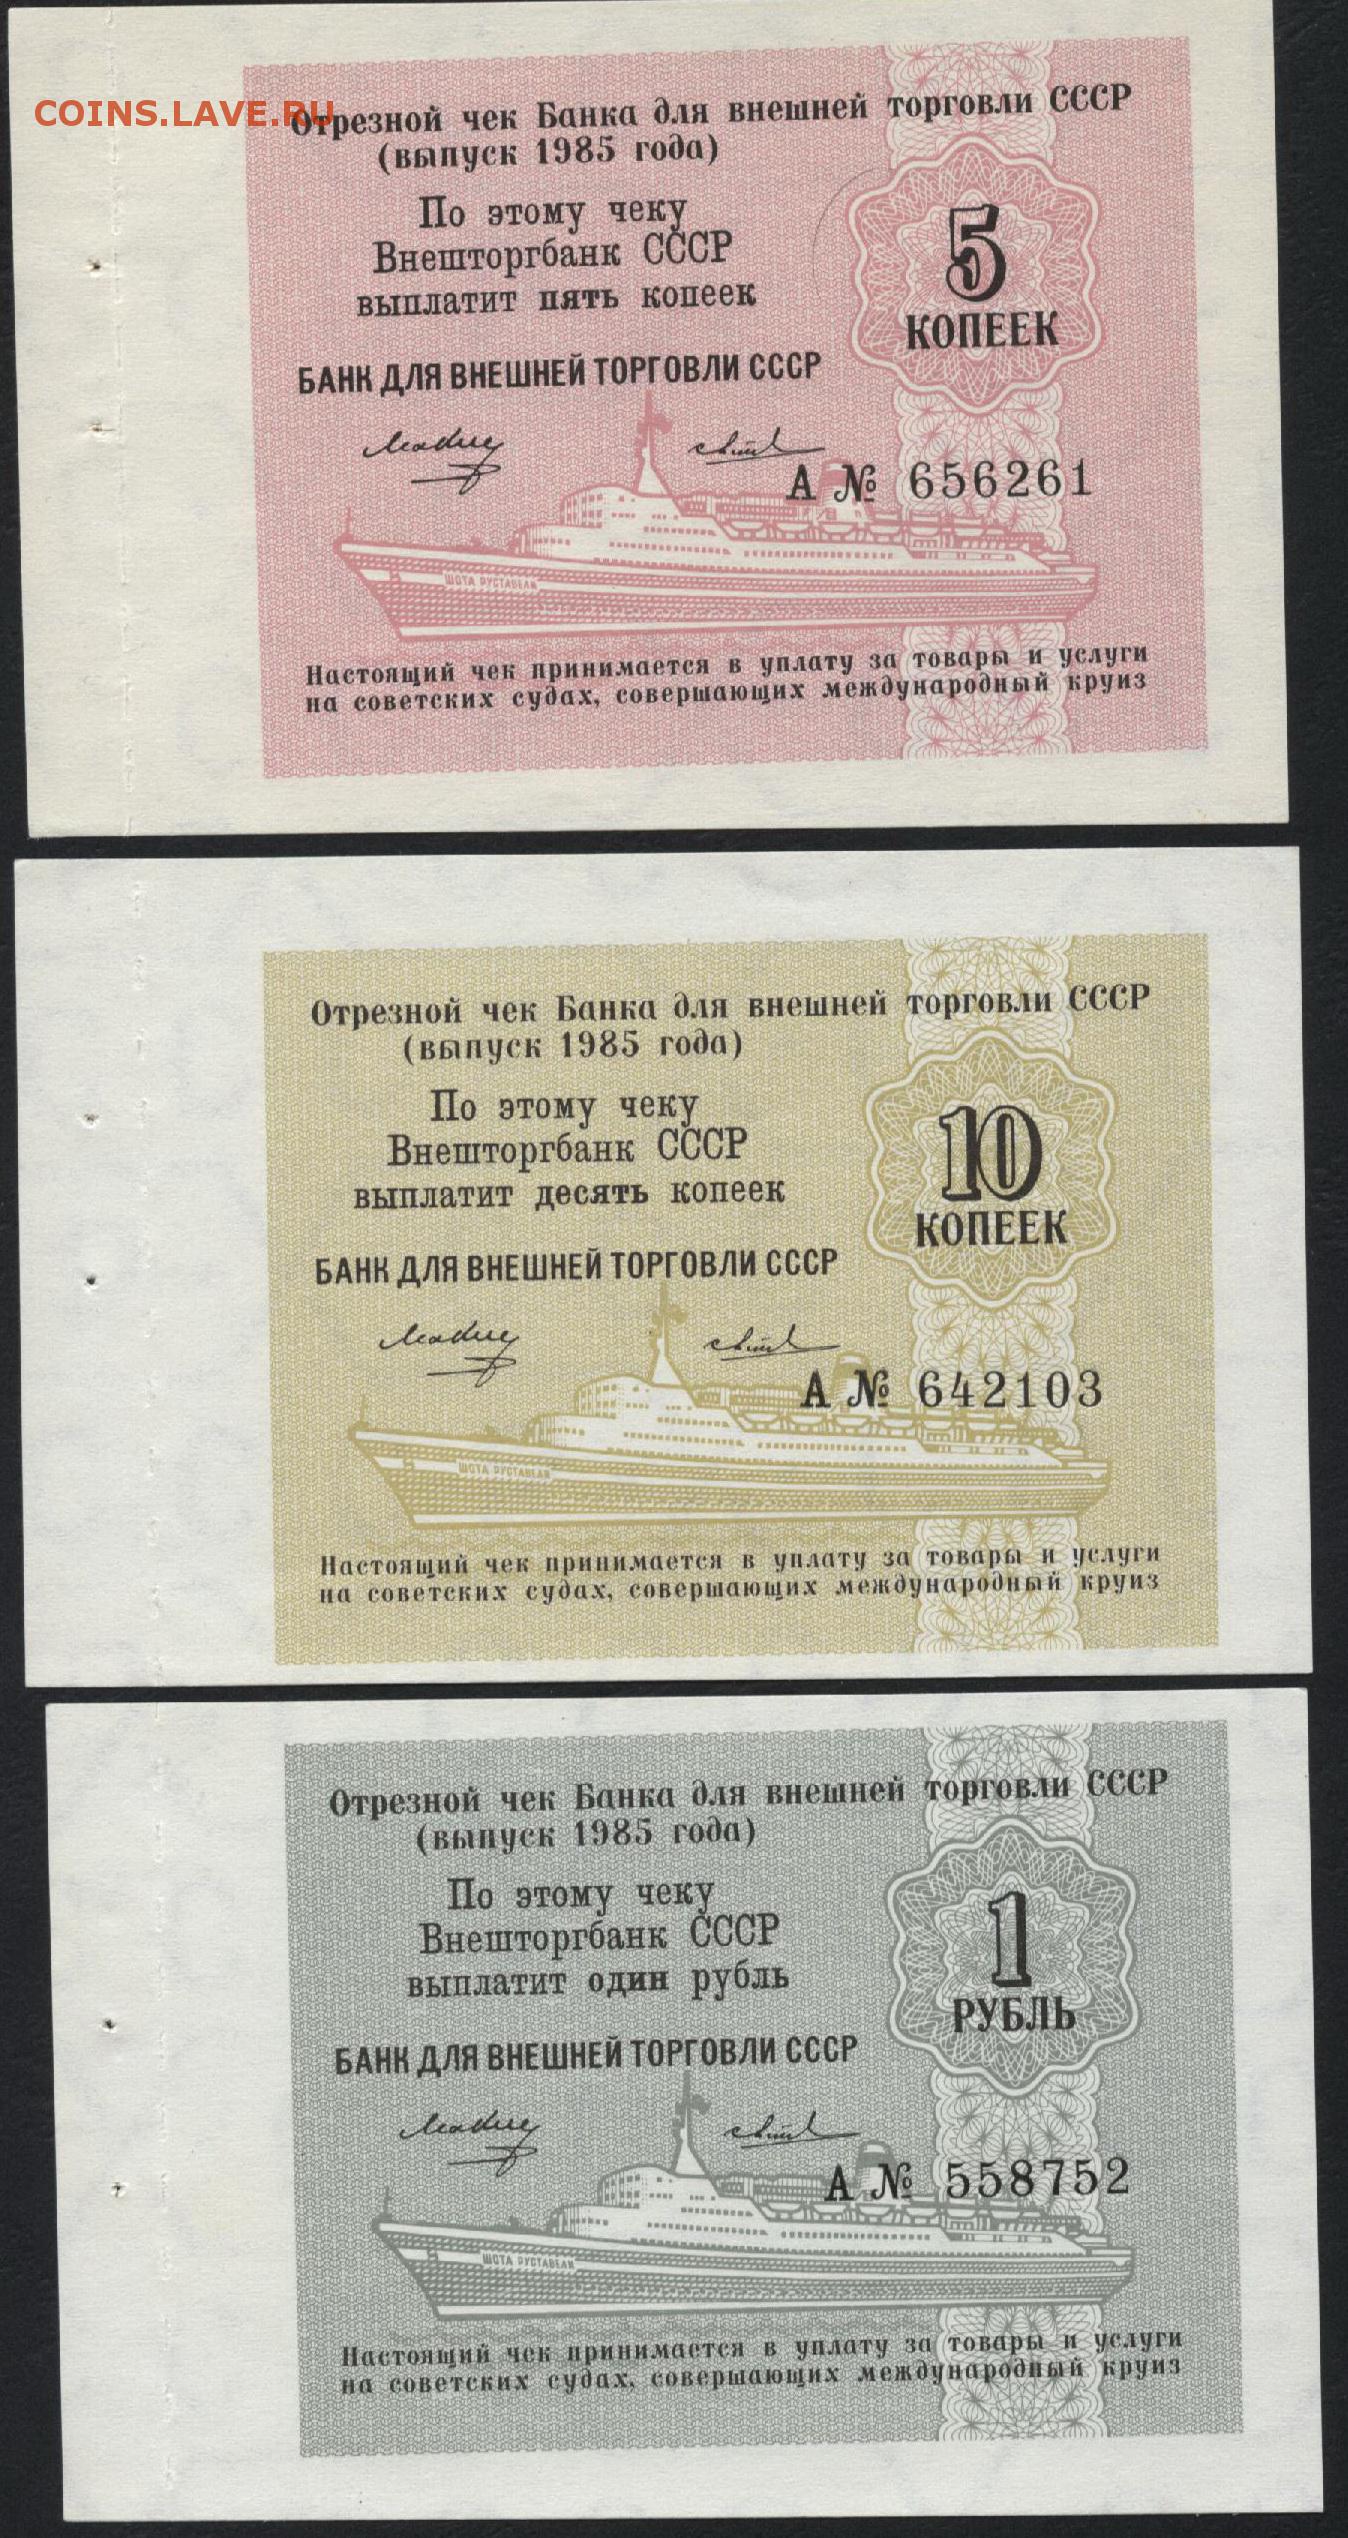 COINS.LAVE.RU
Отрезной чек Банка для внешней торговли СССР
(выпуск 1985 года)
По этому чеку
Внешторгбанк СССР
выплатит пять копеек
5
КОПЕЕК
БАНК ДЛЯ ВНЕШНЕЙ ТОРГОВЛИ СССР
А № 656261
ШОТА РУСТАВЕЛИ
Настоящий чек принимается в уплату за товары и услуги
на советских судах, совершающих международный круиз
Отрезной чек Банка для внешней торговли СССР
(выпуск 1985 года)
По этому чеку
Внешторгбанк СССР
выплатит десять копеек
10
КОПЕЕК
БАНК ДЛЯ ВНЕШНЕЙ ТОРГОВЛИ СССР
А № 642103
ШОТА РУСТАВЕЛИ
Настоящий чек принимается в уплату за товары и услуги
на советских судах, совершающих международный круиз
Отрезной чек Банка для внешней торговли СССР
(выпуск 1985 года)
По этому чеку
Внешторгбанк СССР
выплатит один рубль
1
РУБЛЬ
БАНК ДЛЯ ВНЕШНЕЙ ТОРГОВЛИ СССР
А № 558752
ШОТА РУСТАВЕЛИ
Настоящий чек принимается в уплату за товары и услуги
на советских судах, совершающих международный круиз